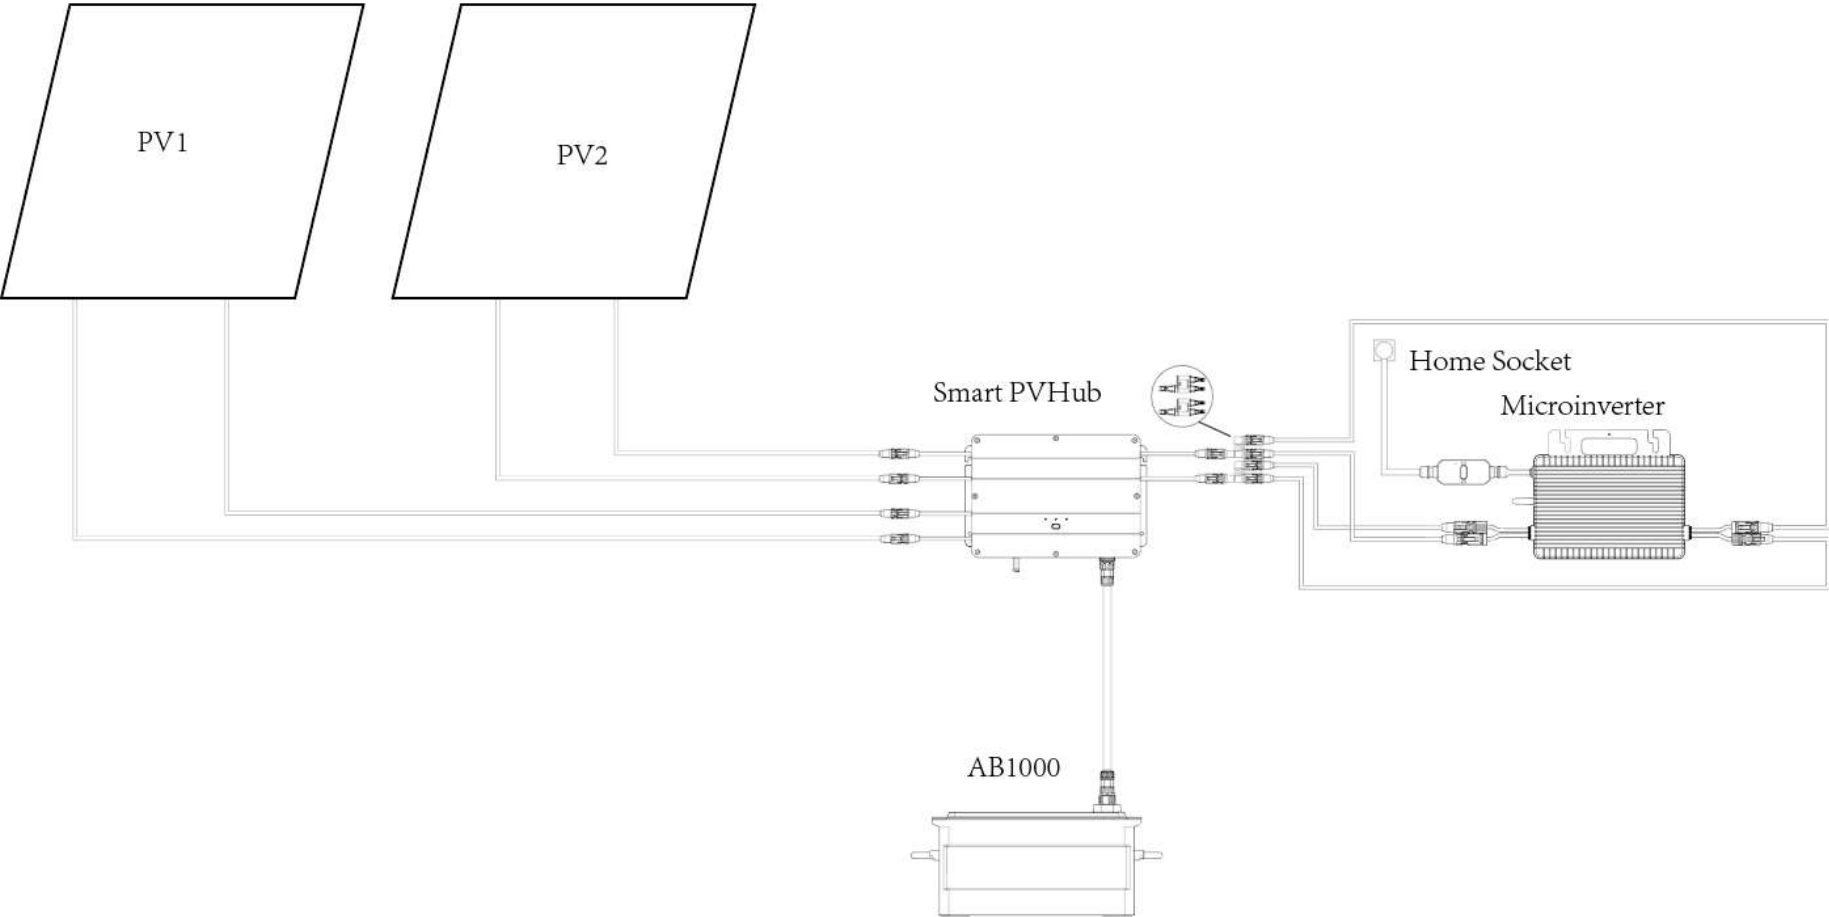 PV1
PV2
Smart PVHub
Home Socket
Microinverter
AB1000